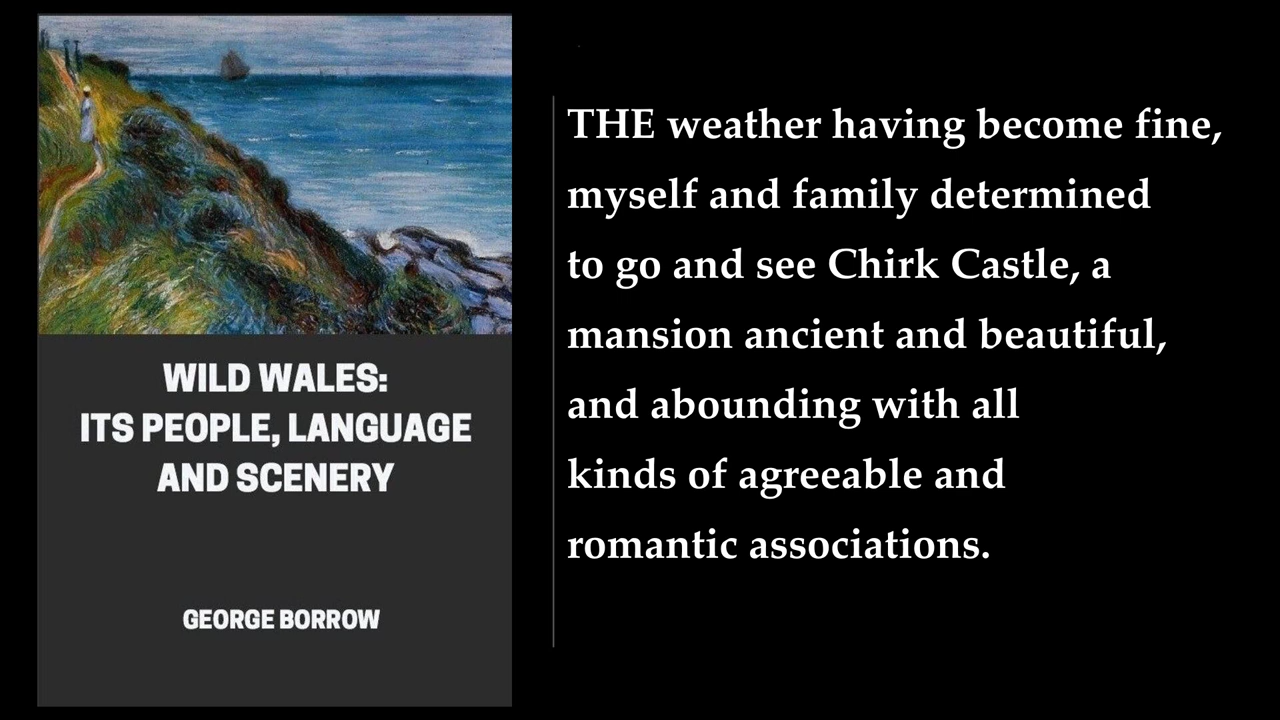 WILD WALES:
ITS PEOPLE, LANGUAGE
AND SCENERY
GEORGE BORROW
THE weather having become fine,
myself and family determined
to go and see Chirk Castle, a
mansion ancient and beautiful,
and abounding with all
kinds of agreeable and
romantic associations.